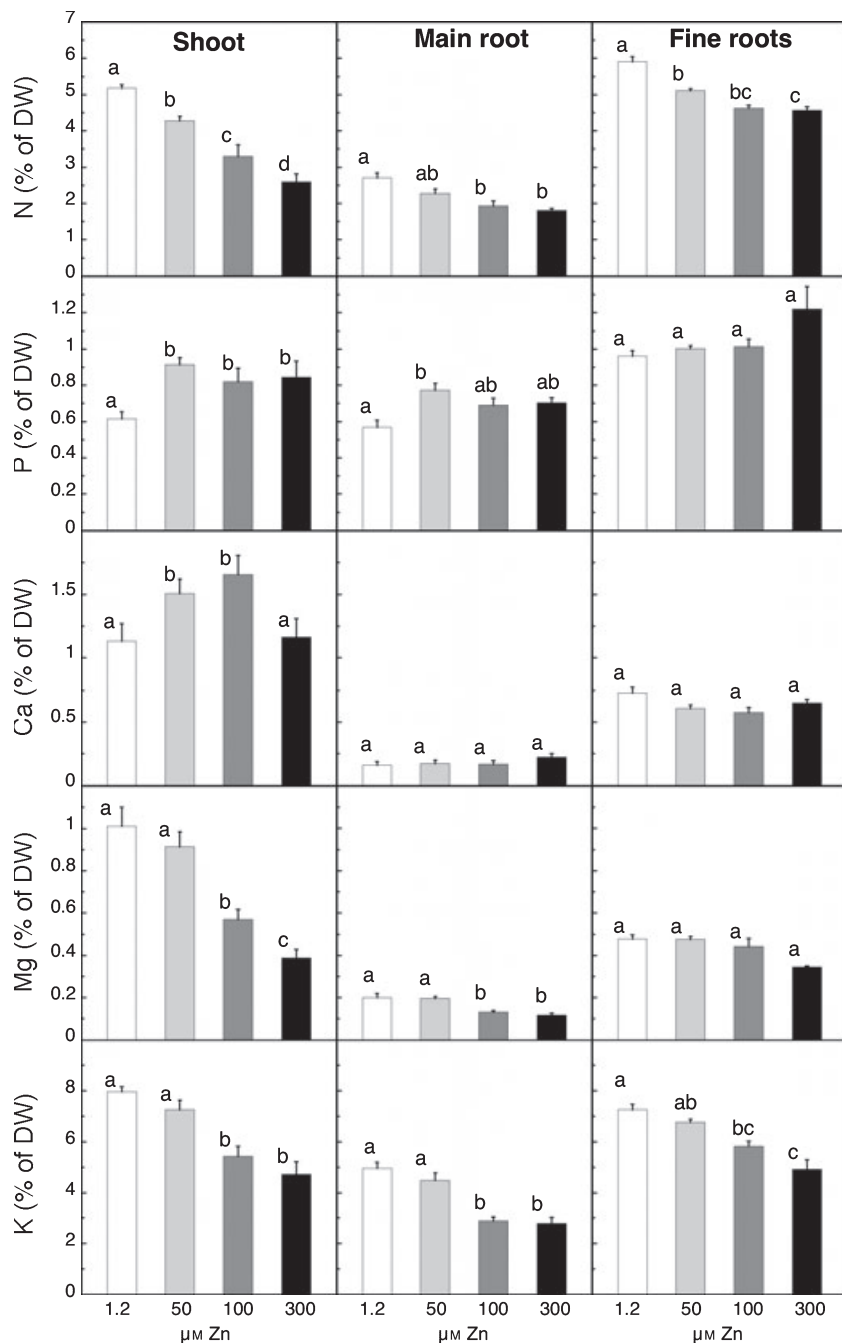 Shoot Main root Fine roots
N (% of DW)
7
6
5
4
3
2
1
0
a b c d
a ab b b
a b bc c
P (% of DW)
1.2
1
0.8
0.6
0.4
0.2
0
a b b b
a b ab ab
a a a a
Ca (% of DW)
1.5
1
0.5
0
a b b a
a a a a
a a a a
Mg (% of DW)
1
0.8
0.6
0.4
0.2
0
a a b c
a a b b
a a a a
K (% of DW)
8
6
4
2
0
a a b b
a a b b
a ab bc c
1.2 50 100 300 1.2 50 100 300 1.2 50 100 300
µM Zn µM Zn µM Zn